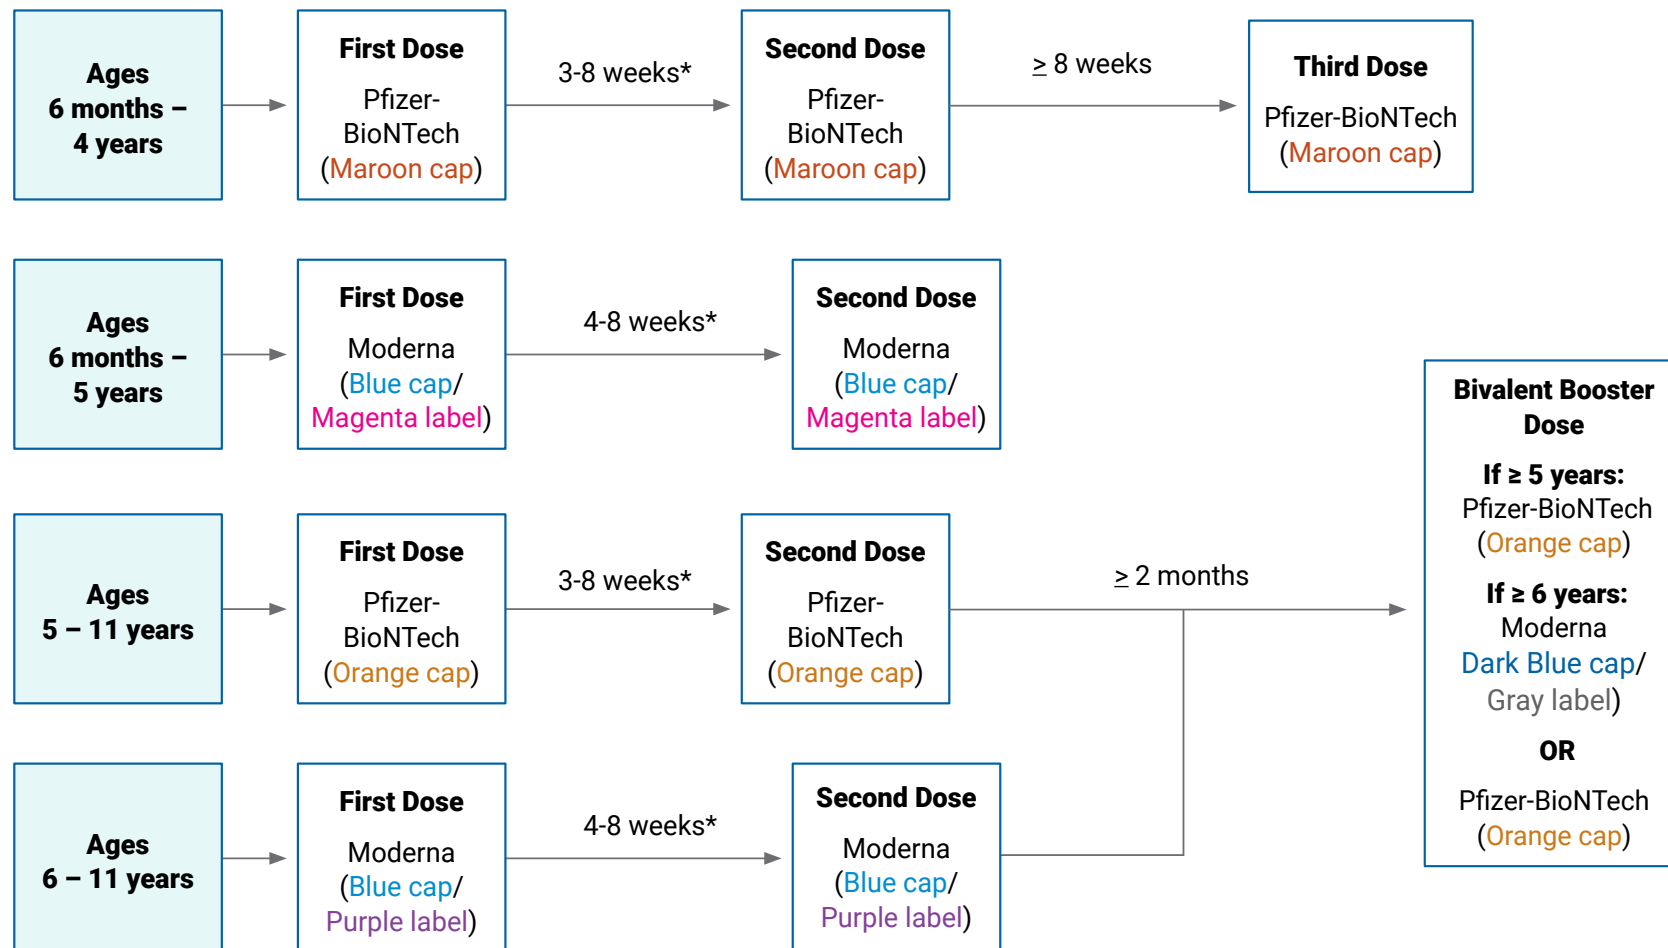 Ages
6 months –
4 years
First Dose
Pfizer-
BioNTech
(Maroon cap)
3-8 weeks*
Second Dose
Pfizer-
BioNTech
(Maroon cap)
≥ 8 weeks
Third Dose
Pfizer-BioNTech
(Maroon cap)
Ages
6 months –
5 years
First Dose
Moderna
(Blue cap/
Magenta label)
4-8 weeks*
Second Dose
Moderna
(Blue cap/
Magenta label)
Ages
5 – 11 years
First Dose
Pfizer-
BioNTech
(Orange cap)
3-8 weeks*
Second Dose
Pfizer-
BioNTech
(Orange cap)
≥ 2 months
Ages
6 – 11 years
First Dose
Moderna
(Blue cap/
Purple label)
4-8 weeks*
Second Dose
Moderna
(Blue cap/
Purple label)
Bivalent Booster
Dose
If ≥ 5 years:
Pfizer-BioNTech
(Orange cap)
If ≥ 6 years:
Moderna
Dark Blue cap/
Gray label)
OR
Pfizer-BioNTech
(Orange cap)